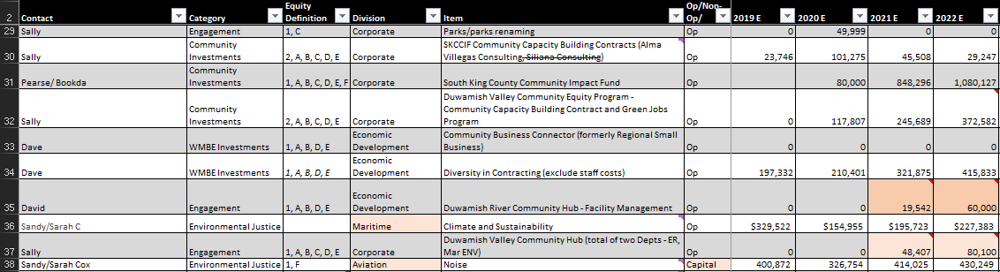 Equity Op/Non-
2 Contact Category Definition Division Item Op/ 2019 E 2020 E 2021 E 2022 E
29 Sally Engagement 1, C Corporate Parks/parks renaming Op 0 49,999 0 0
Community SKCCIF Community Capacity Building Contracts (Alma
30 Sally Investments 2, A, B, C, D, E Corporate Villegas Consulting, Siliana Consulting) Op 23,746 101,275 45,508 29,247
Community
31 Pearse/ Bookda Investments 1, A, B, C, D, E, F Corporate South King County Community Impact Fund Op 80,000 848,296 1,080,127
Duwamish Valley Community Equity Program -
Community Community Capacity Building Contract and Green Jobs
32 Sally Investments 2, A, B, C, D, E Corporate Program Op 0 117,807 245,689 372,582
Economic Community Business Connector (formerly Regional Small
33 Dave WMBE Investments 1, A, B, D, E Development Business) Op 0 0 0 0
Economic
34 Dave WMBE Investments 1, A, B, D, E Development Diversity in Contracting (exclude staff costs) Op 197,332 210,401 321,875 415,833
Economic
35 David Engagement 1, A, B, D, E Development Duwamish River Community Hub - Facility Management Op 0 0 19,542 60,000
36 Sandy/Sarah C Environmental Justice Maritime Climate and Sustainability Op $329,522 $154,955 $195,723 $227,383
Duwamish Valley Community Hub (total of two Depts - ER,
37 Sally Engagement 1, A, B, C, D, E Corporate Mar ENV) Op 0 0 48,407 80,100
38 Sandy/Sarah Cox Environmental Justice 1, F Aviation Noise Capital 400,872 326,754 414,025 430,249